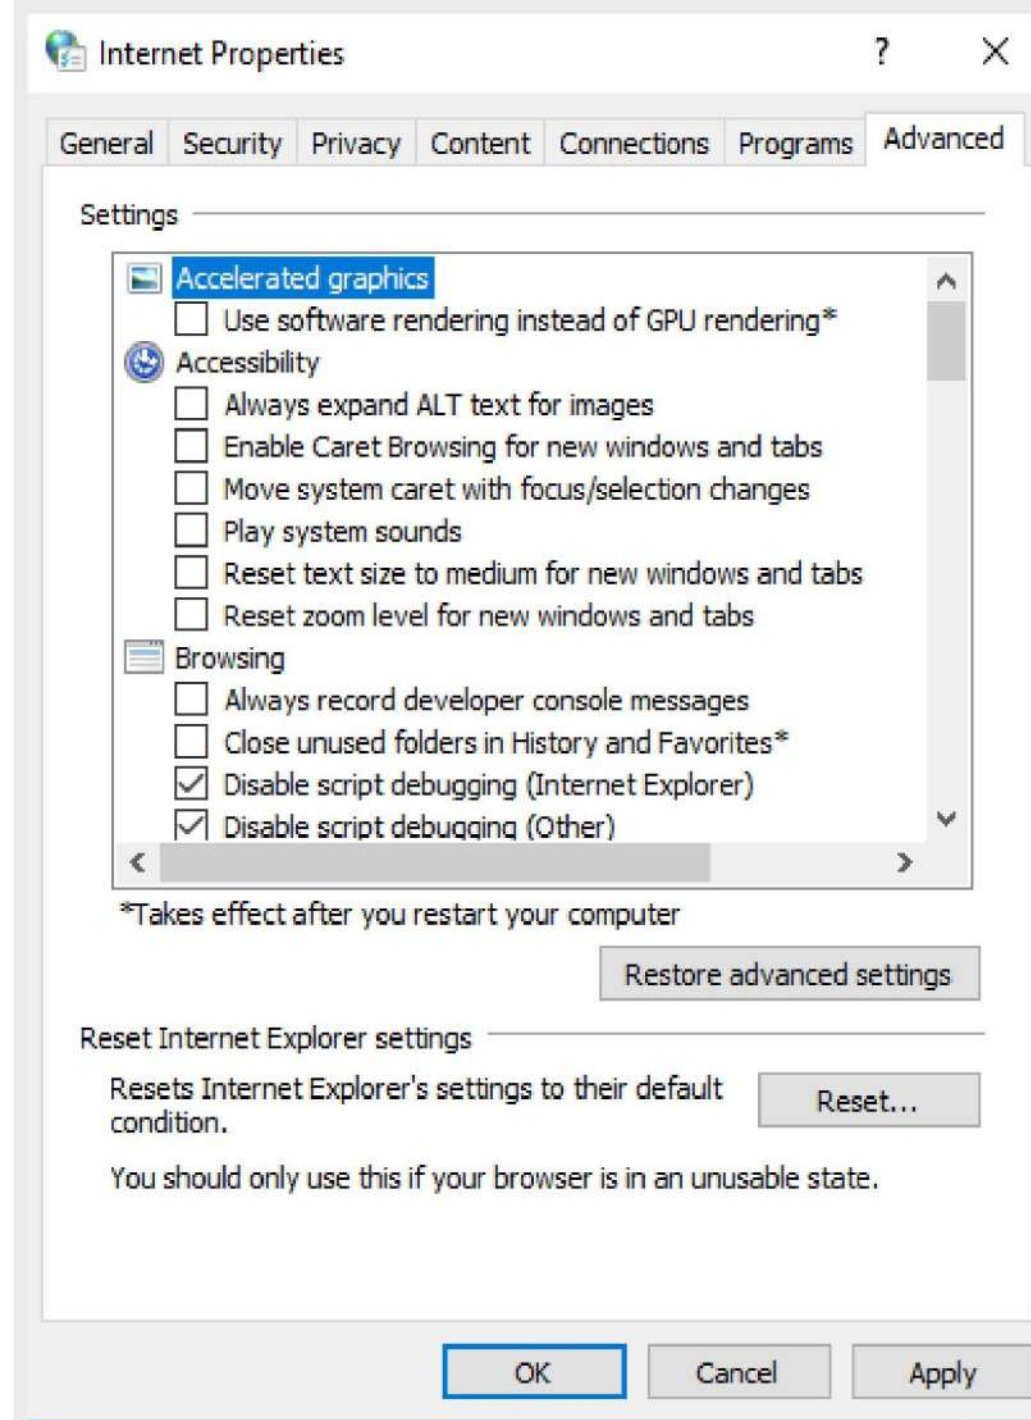 Internet Properties
?
General Security Privacy Content Connections Programs Advanced
Settings
Accelerated graphics
Use software rendering instead of GPU rendering*
Accessibility
Always expand ALT text for images
Enable Caret Browsing for new windows and tabs
Move system caret with focus/selection changes
Play system sounds
Reset text size to medium for new windows and tabs
Reset zoom level for new windows and tabs
Browsing
Always record developer console messages
Close unused folders in History and Favorites*
Disable script debugging (Internet Explorer)
Disable script debugging (Other)
*Takes effect after you restart your computer
Restore advanced settings
Reset Internet Explorer settings
Resets Internet Explorer's settings to their default
condition.
Reset...
You should only use this if your browser is in an unusable state.
OK Cancel Apply